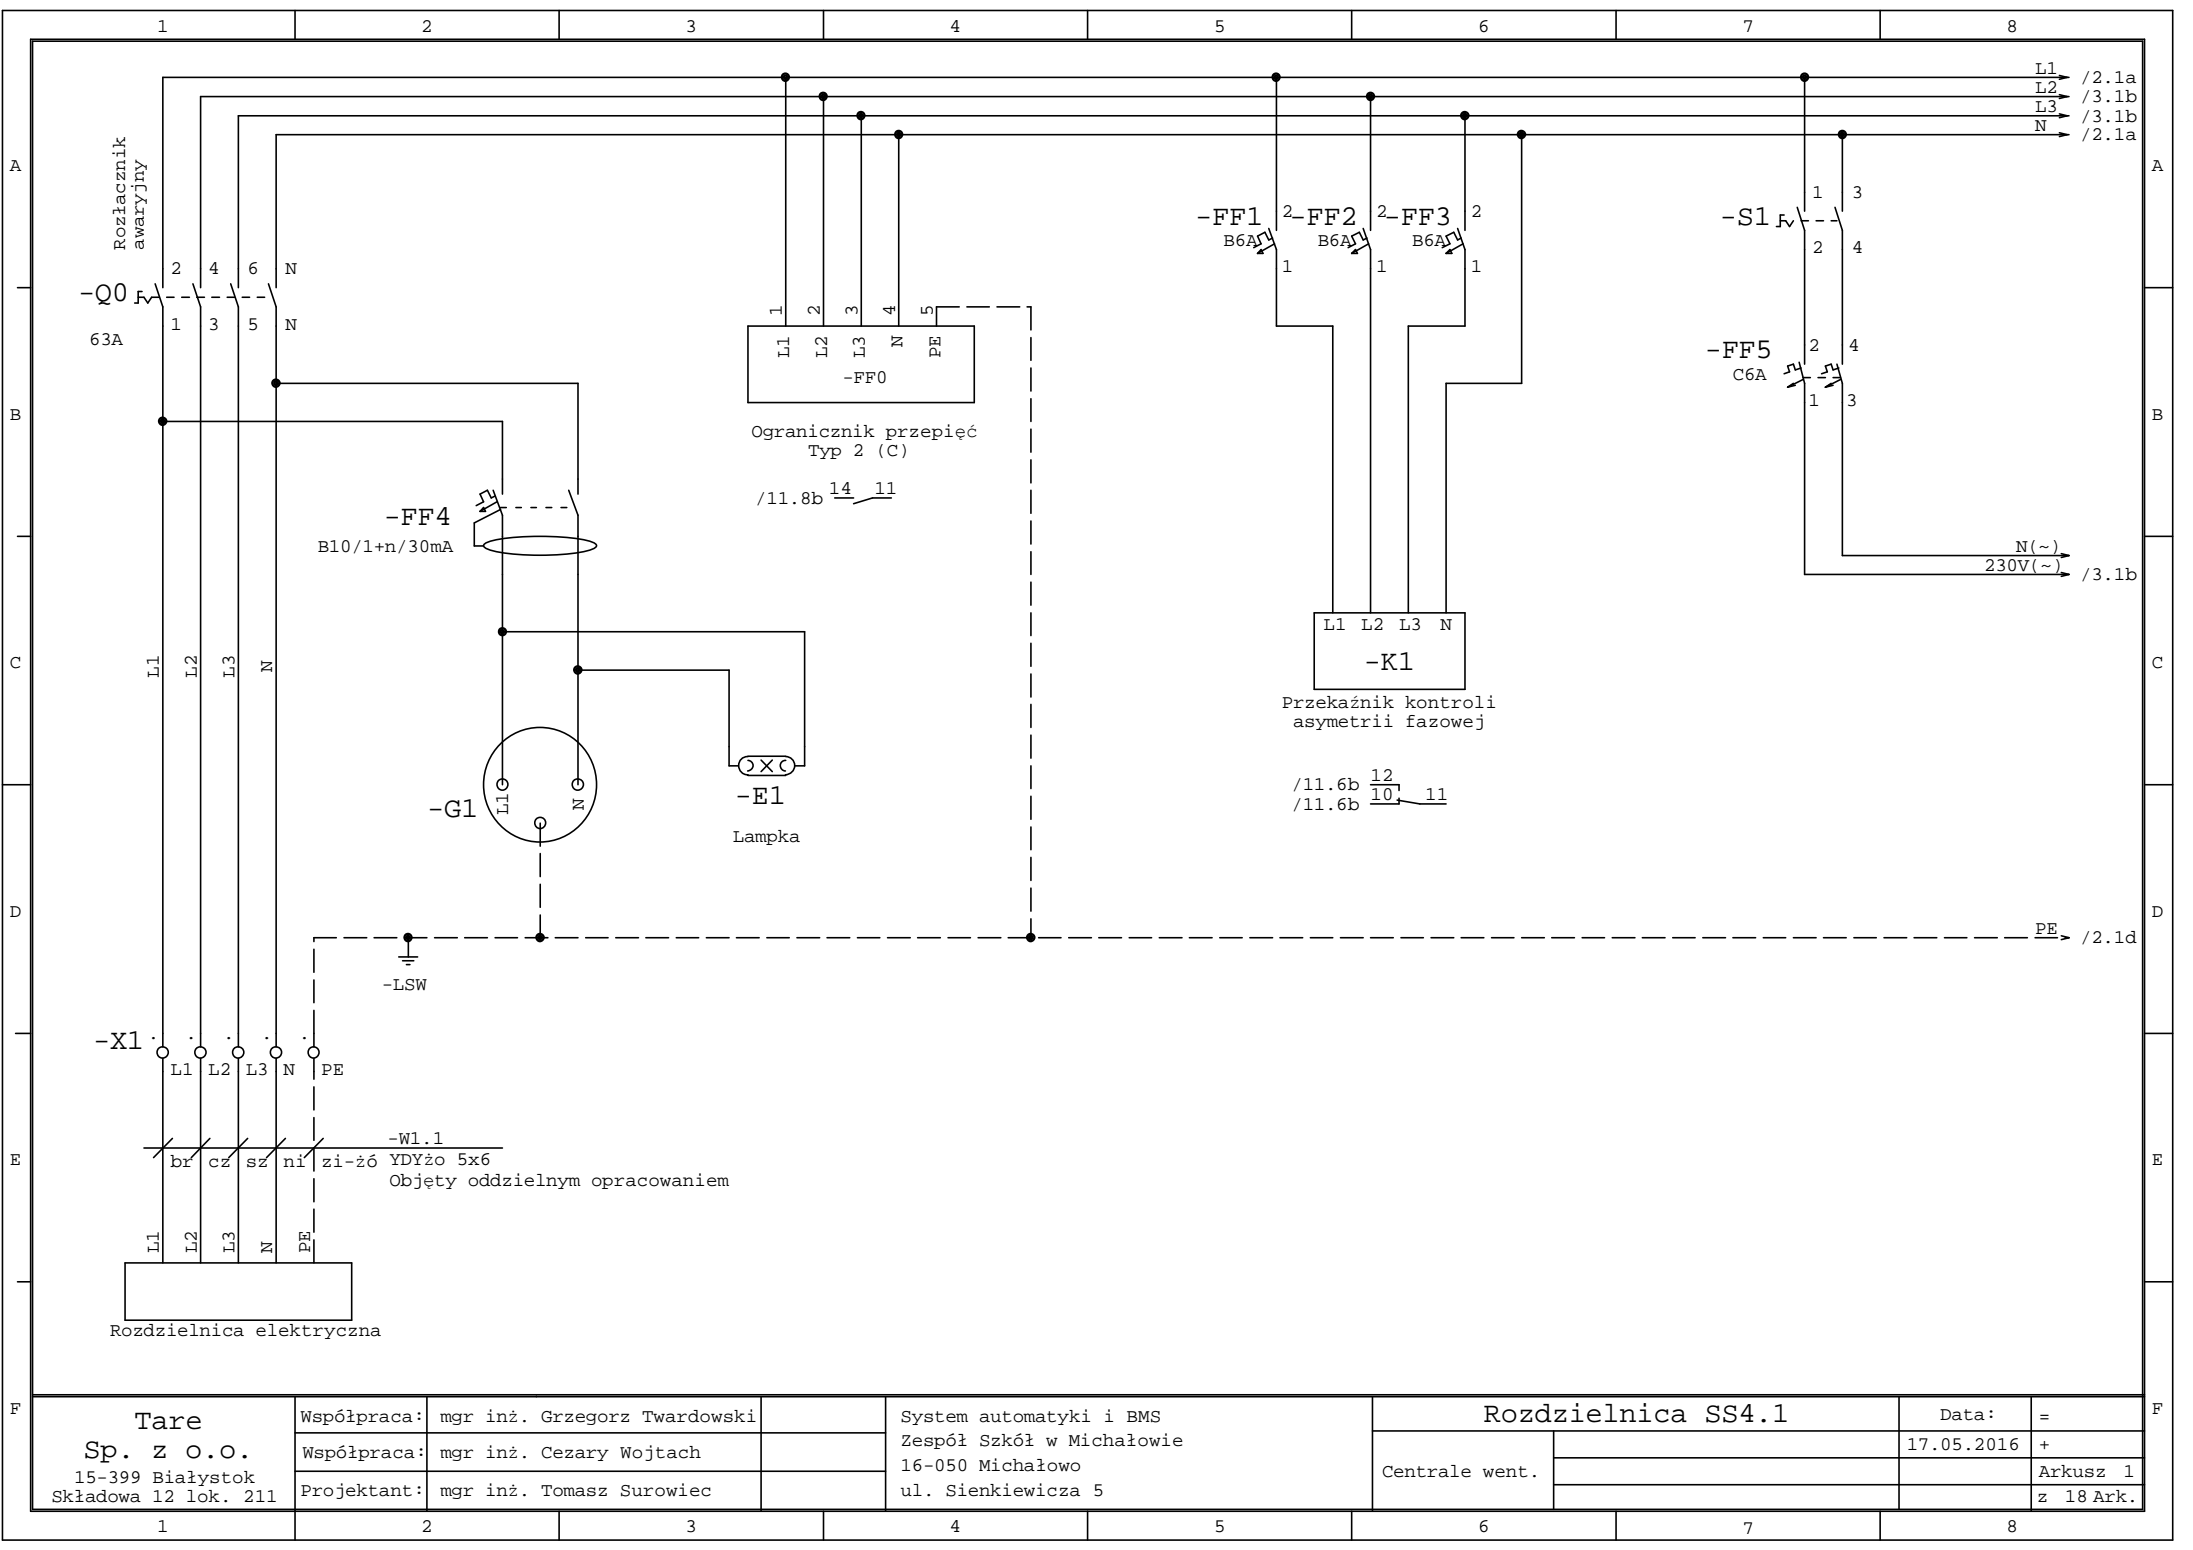 1 2 3 4 5 6 7 8
L1 /2.1a
L2 /3.1b
L3 /3.1b
N /2.1a
A A
Rozłacznik
awaryjny
2 4 6 N
-Q0
1 3 5 N
63A
1 2 3 4 5
L1 L2 L3 N PE
-FF0
Ogranicznik przepięć
Typ 2 (C)
/11.8b 14 11
-FF1 2
B6A
1
-FF2 2
B6A
1
-FF3 2
B6A
1
1 3
-S1
2 4
2 4
-FF5
C6A
1 3
B B
-FF4
B10/1+n/30mA
N(~)
230V(~) /3.1b
L1 L2 L3 N
-K1
Przekaźnik kontroli
asymetrii fazowej
/11.6b 12
/11.6b 10 11
C C
L1 L2 L3 N
-G1 L1 N
-E1
Lampka
D D
PE /2.1d
-LSW
-X1
L1 L2 L3 N PE
-W1.1
br cz sz ni zi-żó YDYżo 5x6
Objęty oddzielnym opracowaniem
E E
L1 L2 L3 N PE
Rozdzielnica elektryczna
F F
Tare
Sp. z o.o.
15-399 Białystok
Składowa 12 lok. 211
Współpraca: mgr inż. Grzegorz Twardowski
Współpraca: mgr inż. Cezary Wojtach
Projektant: mgr inż. Tomasz Surowiec
System automatyki i BMS
Zespół Szkół w Michałowie
16-050 Michałowo
ul. Sienkiewicza 5
Rozdzielnica SS4.1
Centrale went.
Data: =
17.05.2016 +
Arkusz 1
z 18 Ark.
1 2 3 4 5 6 7 8